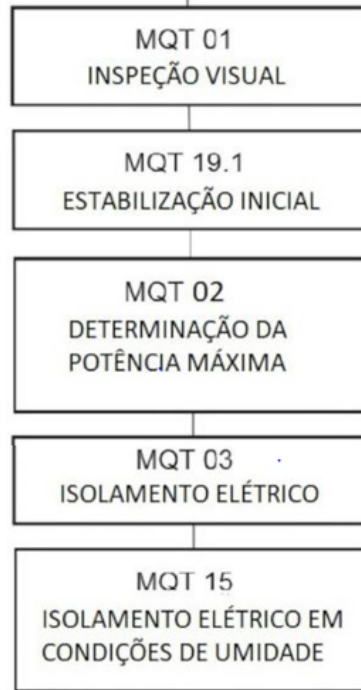 MQT 01
INSPEÇÃO VISUAL
MQT 19.1
ESTABILIZAÇÃO INICIAL
MQT 02
DETERMINAÇÃO DA
POTÊNCIA MÁXIMA
MQT 03
ISOLAMENTO ELÉTRICO
MQT 15
ISOLAMENTO ELÉTRICO EM
CONDIÇÕES DE UMIDADE